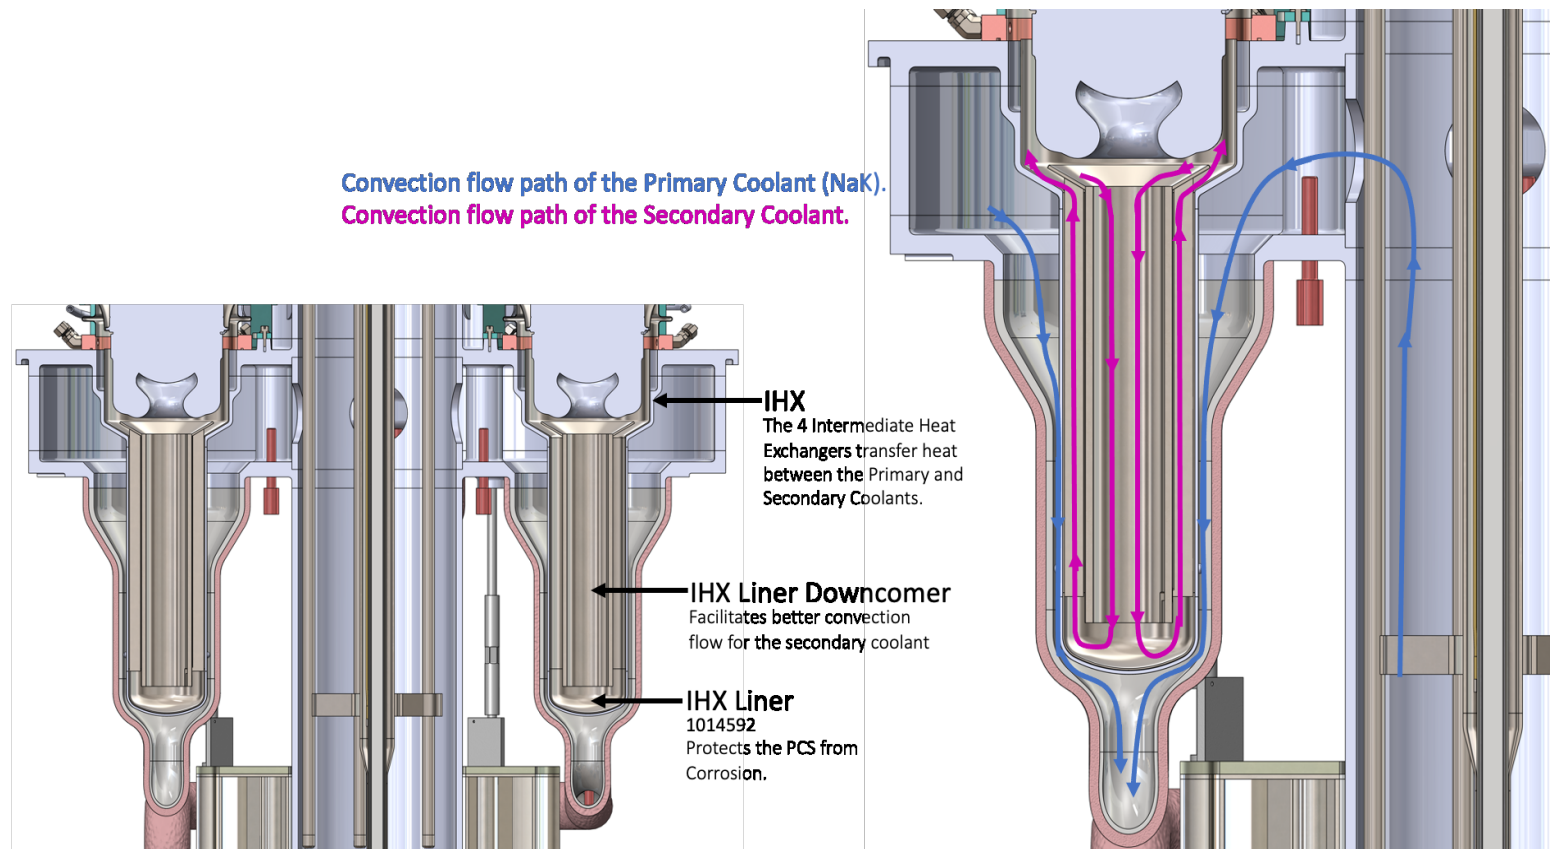 Convection flow path of the Primary Coolant (NaK).
Convection flow path of the Secondary Coolant.
IHX
The 4 Intermediate Heat
Exchangers transfer heat
between the Primary and
Secondary Coolants.
IHX Liner Downcomer
Facilitates better convection
flow for the secondary coolant
IHX Liner
1014592
Protects the PCS from
Corrosion.